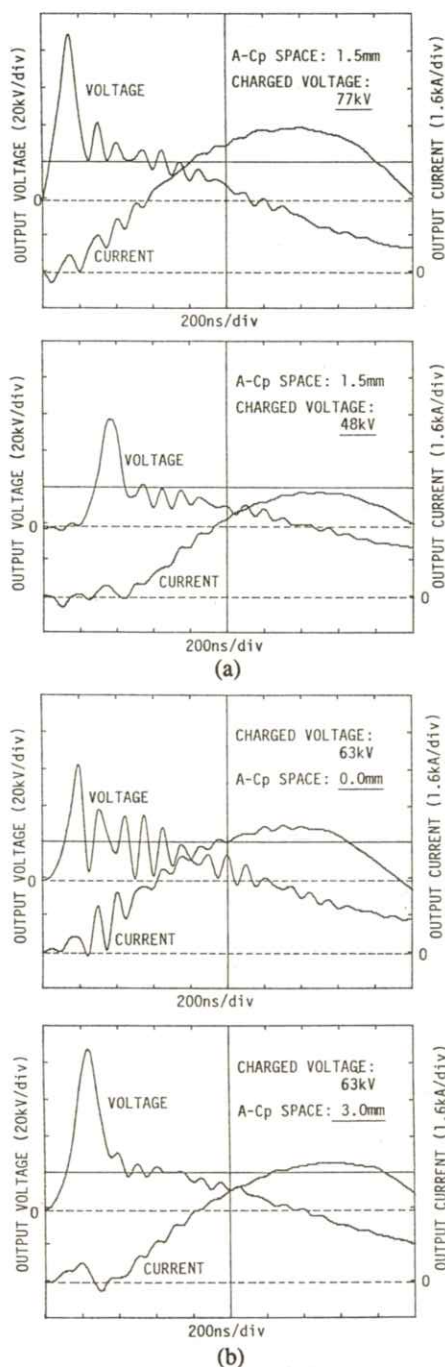 OUTPUT VOLTAGE (20kV/div)
A-Cp SPACE: 1.5mm
CHARGED VOLTAGE:
77kV
VOLTAGE
0
CURRENT
0
OUTPUT CURRENT (1.6kA/div)
200ns/div
OUTPUT VOLTAGE (20kV/div)
A-Cp SPACE: 1.5mm
CHARGED VOLTAGE:
48kV
VOLTAGE
0
CURRENT
0
OUTPUT CURRENT (1.6kA/div)
200ns/div
(a)
OUTPUT VOLTAGE (20kV/div)
CHARGED VOLTAGE:
63kV
A-Cp SPACE: 0.0mm
VOLTAGE
0
CURRENT
0
OUTPUT CURRENT (1.6kA/div)
200ns/div
OUTPUT VOLTAGE (20kV/div)
CHARGED VOLTAGE:
63kV
A-Cp SPACE: 3.0mm
VOLTAGE
0
CURRENT
0
OUTPUT CURRENT (1.6kA/div)
200ns/div
(b)